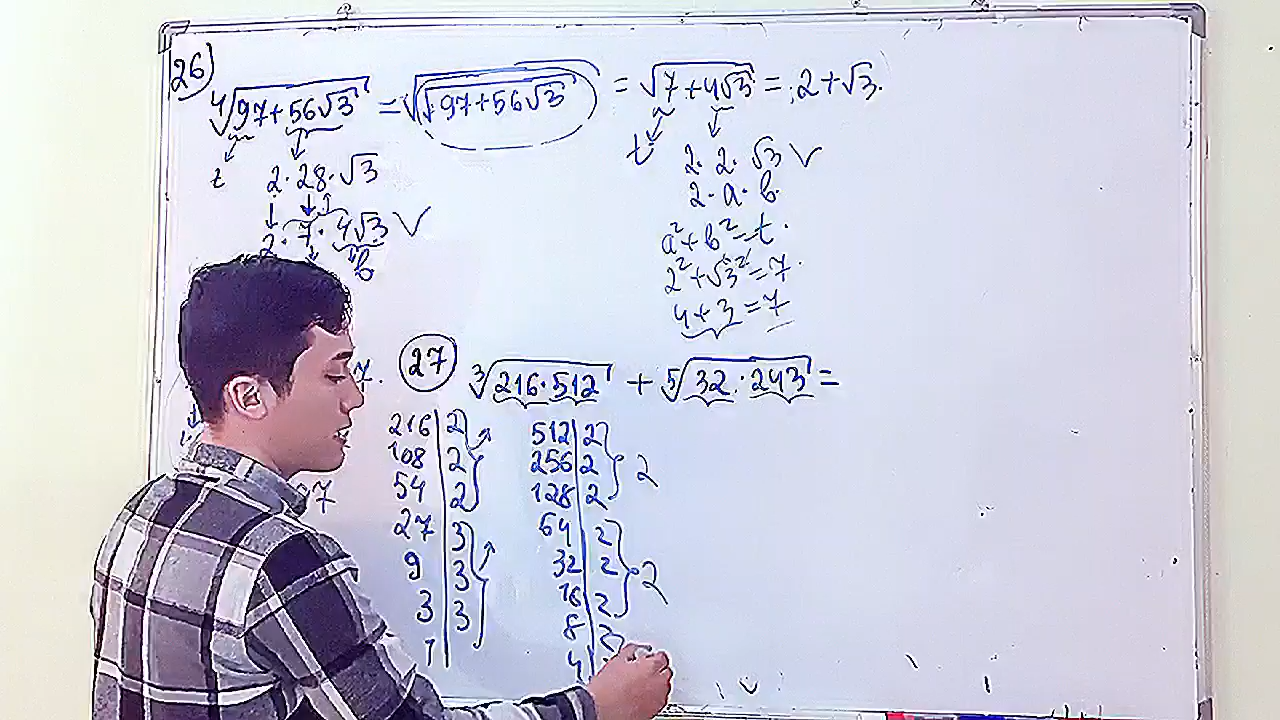 26)
⁴√(97+56√3) = √(√(97+56√3)) = √(7+4√3) = 2+√3.
t 2·28·√3
2·7·4√3 V
b
t 2·2·√3 V
2·a·b.
a²+b²=t.
2²+√3²=7.
4+3=7
27 ³√(216·512) + ⁵√(32·243) =
216 2 512 2
108 2 256 2 2
54 2 128 2
27 3 64 2
9 3 32 2 2
3 3 16 2
1 8 2
4